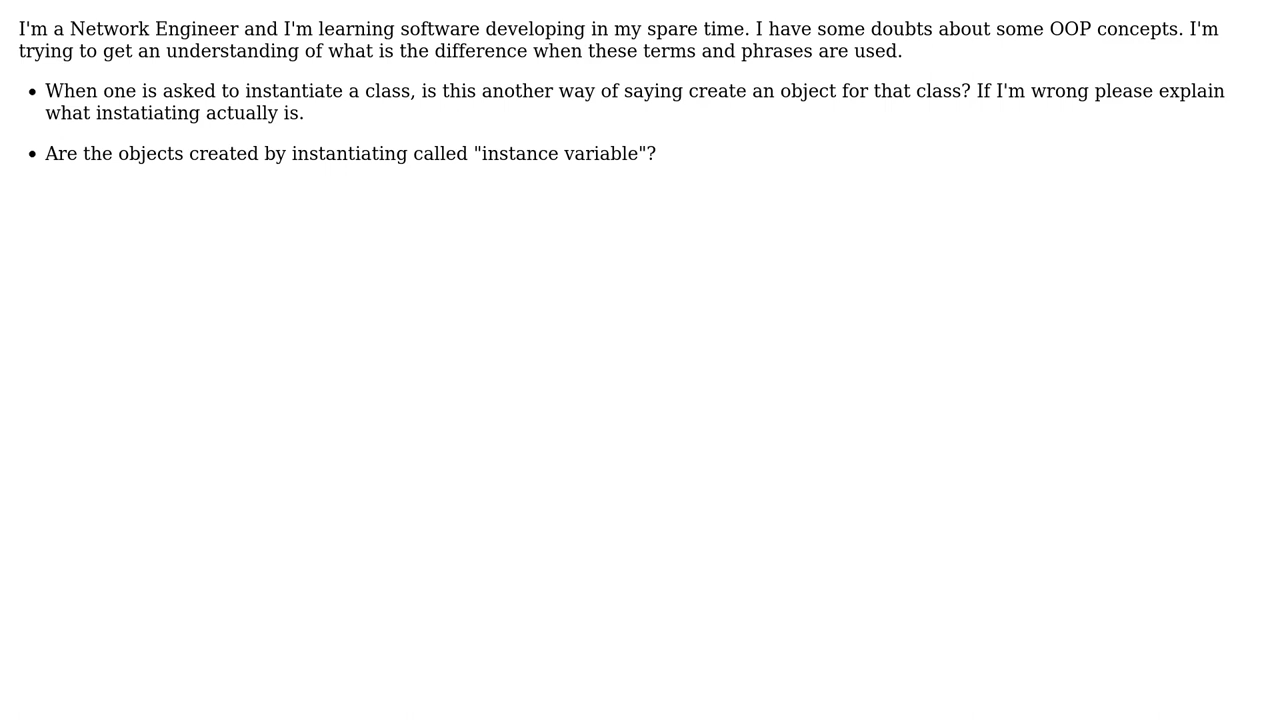 I'm a Network Engineer and I'm learning software developing in my spare time. I have some doubts about some OOP concepts. I'm
trying to get an understanding of what is the difference when these terms and phrases are used.
• When one is asked to instantiate a class, is this another way of saying create an object for that class? If I'm wrong please explain
what instatiating actually is.
• Are the objects created by instantiating called "instance variable"?